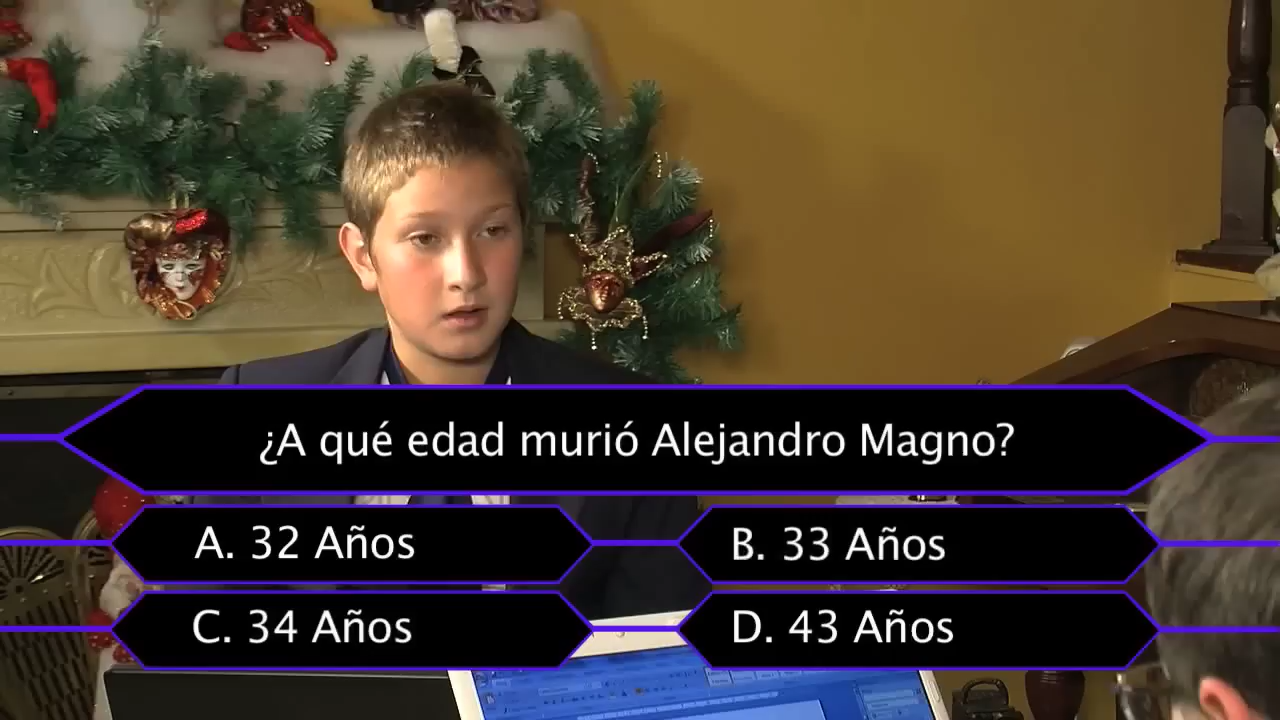 ¿A qué edad murió Alejandro Magno?
A. 32 Años
B. 33 Años
C. 34 Años
D. 43 Años